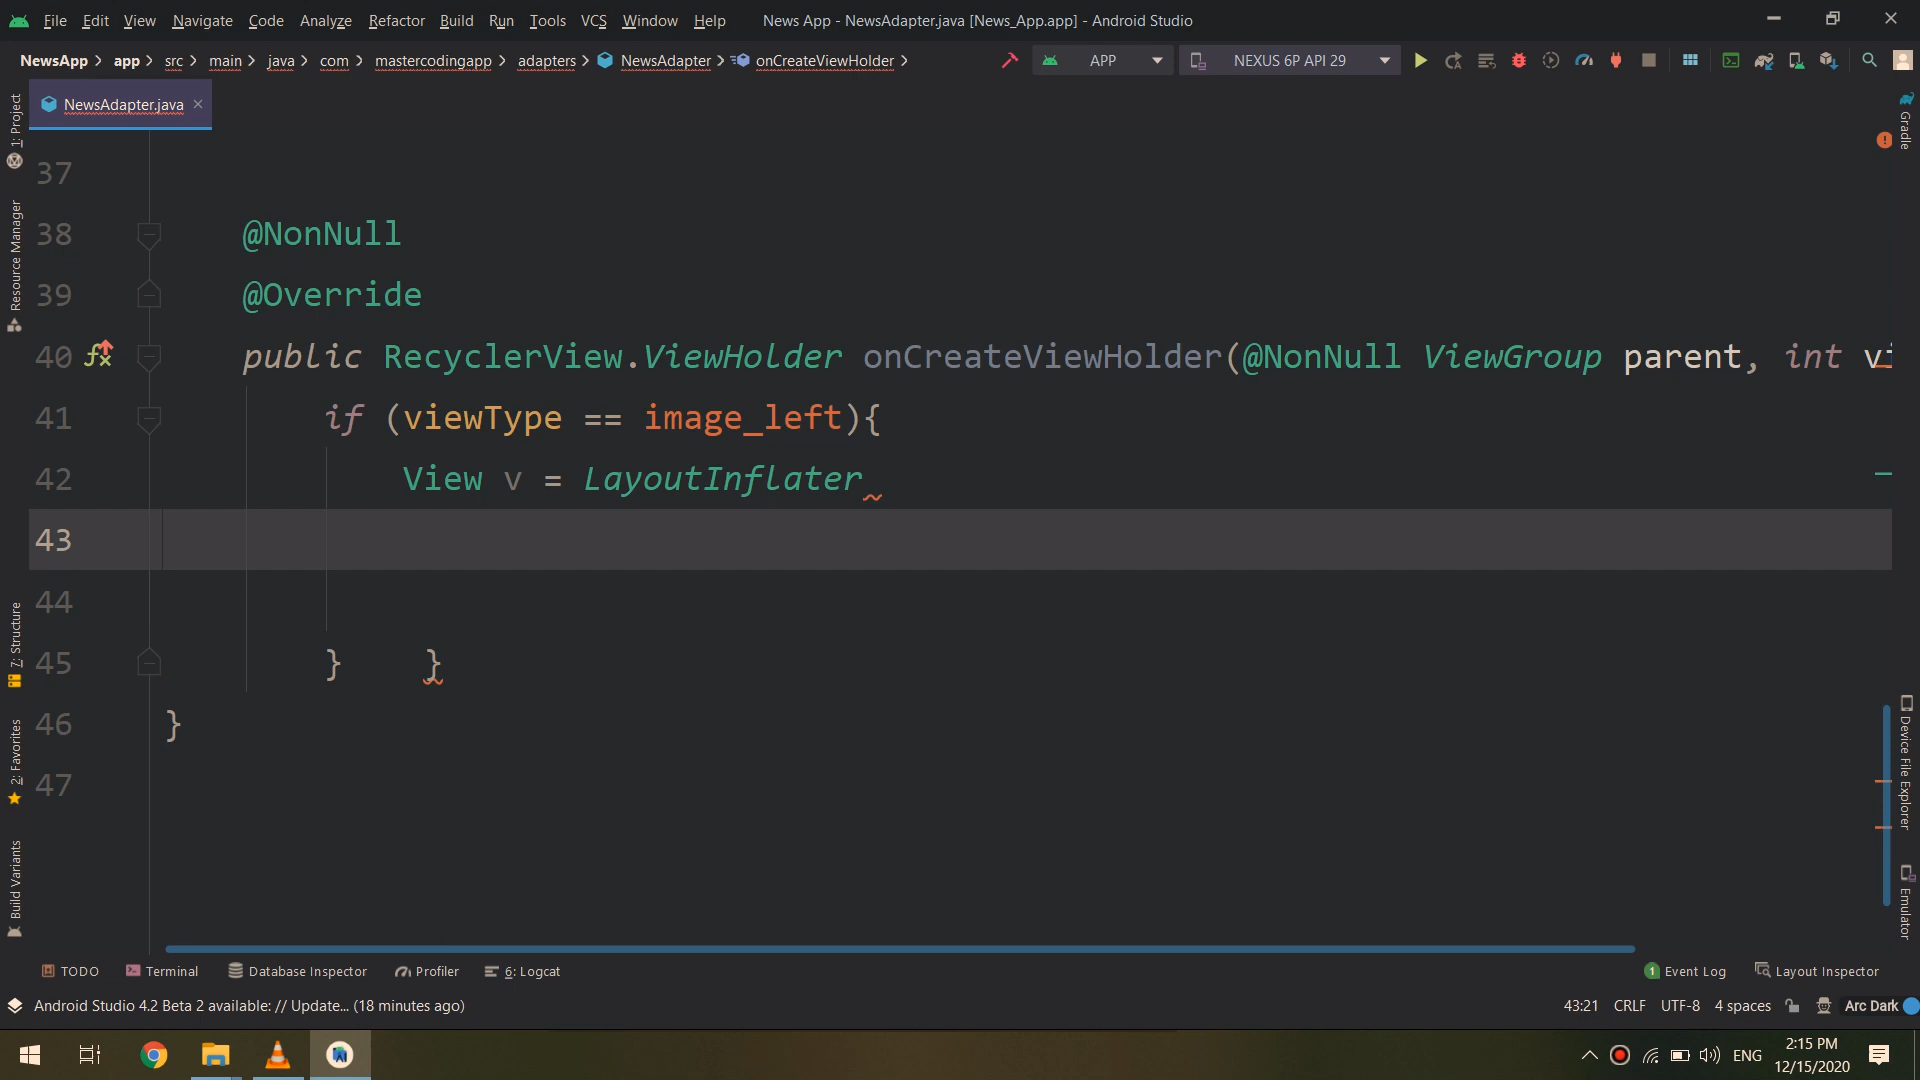 File Edit View Navigate Code Analyze Refactor Build Run Tools VCS Window Help News App - NewsAdapter.java [News_App.app] - Android Studio
NewsApp app src main java com mastercodingapp adapters NewsAdapter onCreateViewHolder APP NEXUS 6P API 29
NewsAdapter.java
1: Project
Resource Manager
7: Structure
2: Favorites
Build Variants
37
38 @NonNull
39 @Override
40 public RecyclerView.ViewHolder onCreateViewHolder(@NonNull ViewGroup parent, int vi
41 if (viewType == image_left){
42 View v = LayoutInflater
43
44
45 } }
46 }
47
Gradle
Device File Explorer
Emulator
TODO Terminal Database Inspector Profiler 6: Logcat 1 Event Log Layout Inspector
Android Studio 4.2 Beta 2 available: // Update... (18 minutes ago) 43:21 CRLF UTF-8 4 spaces Arc Dark
ENG 2:15 PM
12/15/2020